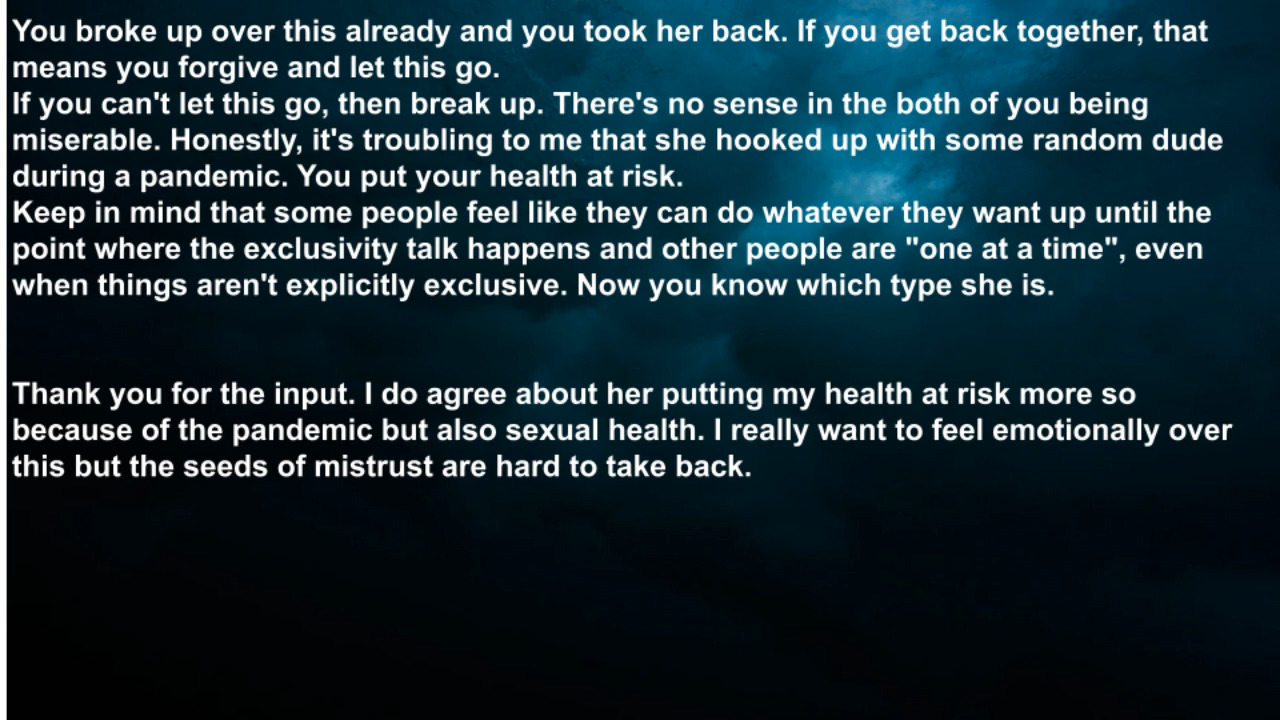 You broke up over this already and you took her back. If you get back together, that
means you forgive and let this go.
If you can't let this go, then break up. There's no sense in the both of you being
miserable. Honestly, it's troubling to me that she hooked up with some random dude
during a pandemic. You put your health at risk.
Keep in mind that some people feel like they can do whatever they want up until the
point where the exclusivity talk happens and other people are "one at a time", even
when things aren't explicitly exclusive. Now you know which type she is.
Thank you for the input. I do agree about her putting my health at risk more so
because of the pandemic but also sexual health. I really want to feel emotionally over
this but the seeds of mistrust are hard to take back.